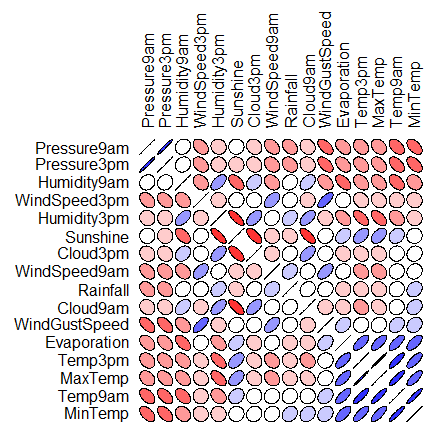 Pressure9am
Pressure3pm
Humidity9am
WindSpeed3pm
Humidity3pm
Sunshine
Cloud3pm
WindSpeed9am
Rainfall
Cloud9am
WindGustSpeed
Evaporation
Temp3pm
MaxTemp
Temp9am
MinTemp
Pressure9am
Pressure3pm
Humidity9am
WindSpeed3pm
Humidity3pm
Sunshine
Cloud3pm
WindSpeed9am
Rainfall
Cloud9am
WindGustSpeed
Evaporation
Temp3pm
MaxTemp
Temp9am
MinTemp